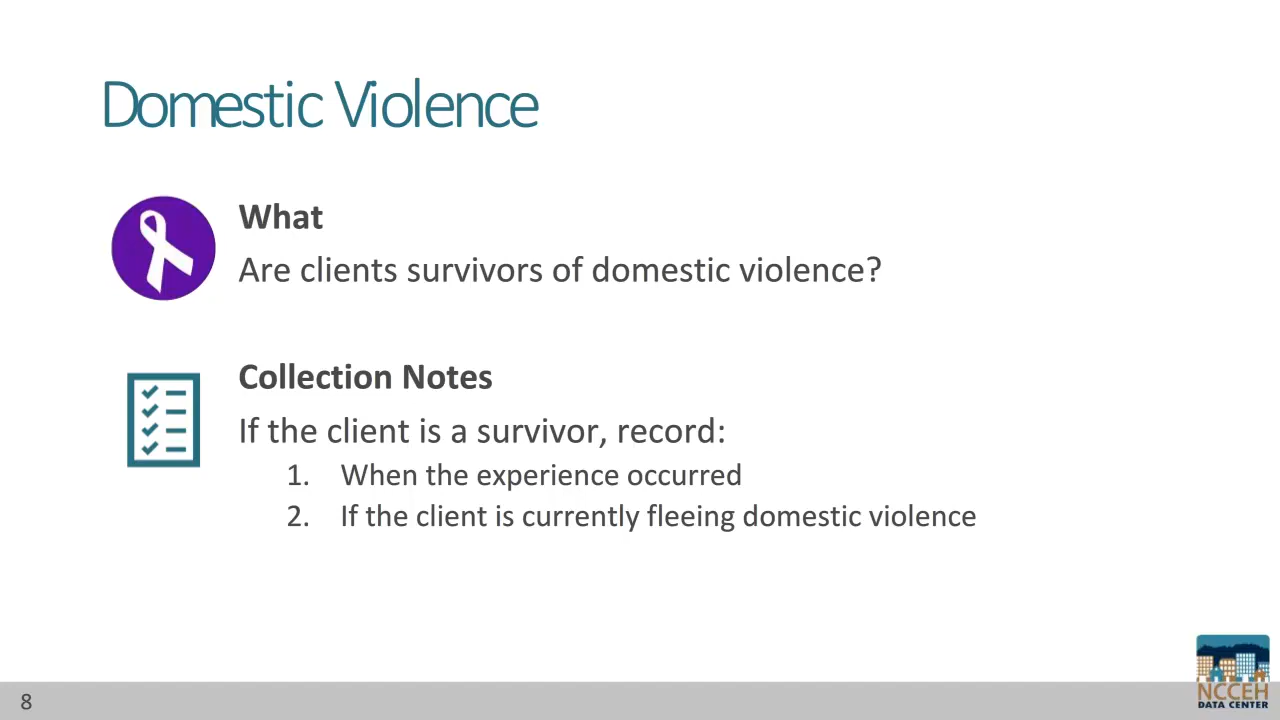 Domestic Violence
What
Are clients survivors of domestic violence?
Collection Notes
If the client is a survivor, record:
1. When the experience occurred
2. If the client is currently fleeing domestic violence
8
NCCEH
DATA CENTER